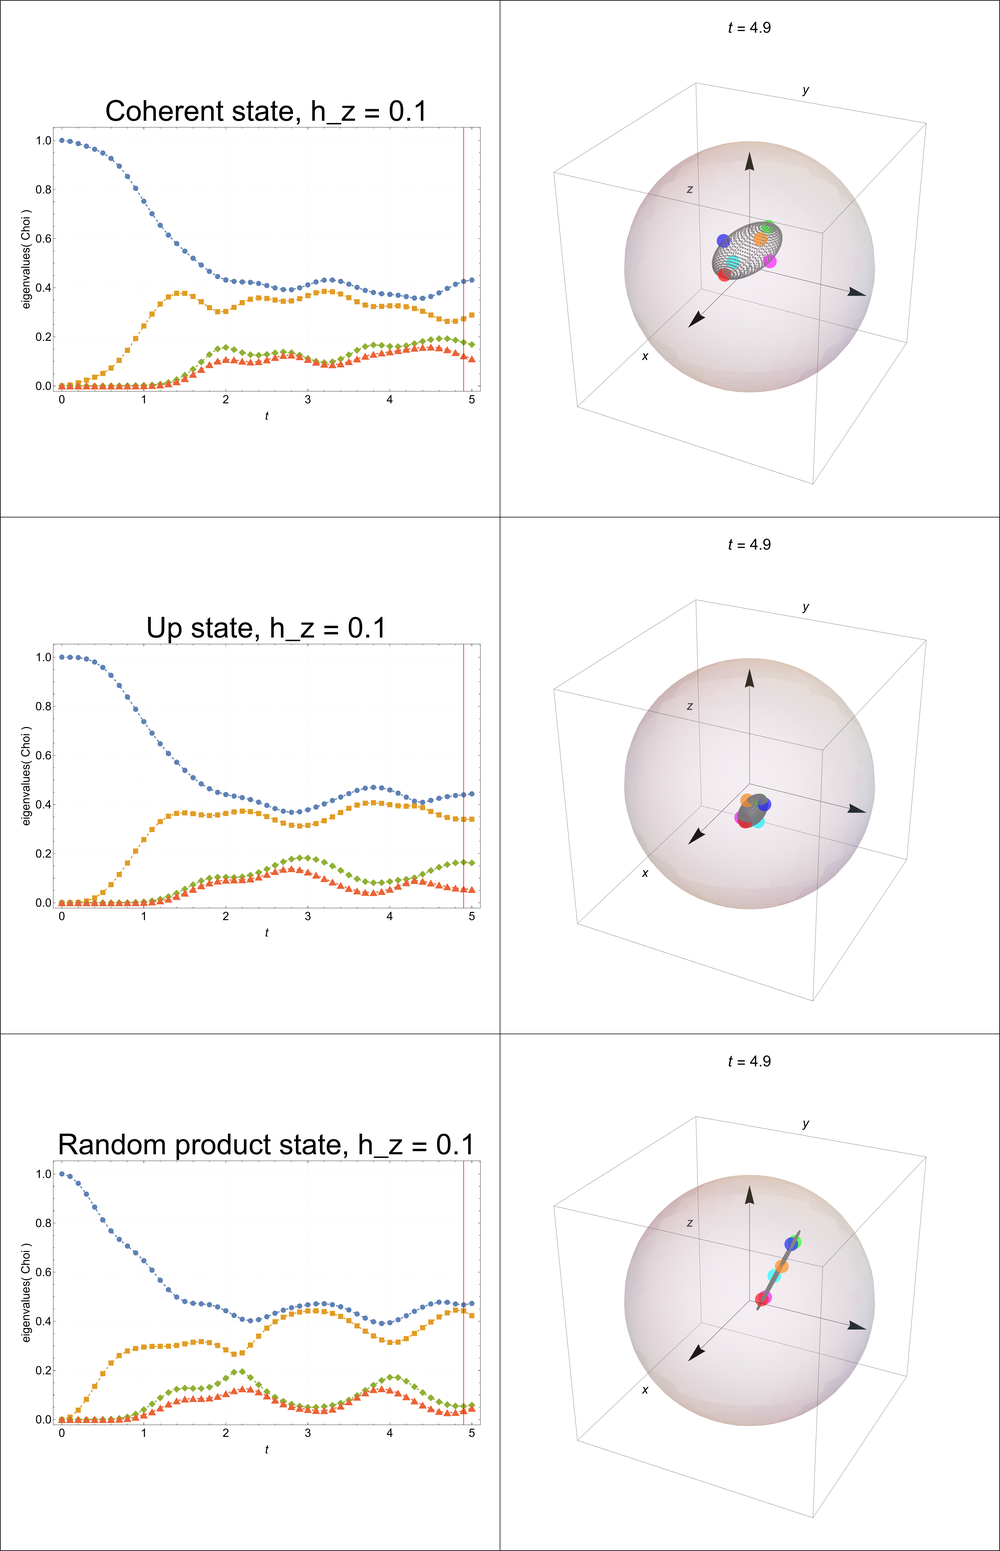 t = 4.9
Coherent state, h_z = 0.1
eigenvalues( Choi )
1.0
0.8
0.6
0.4
0.2
0.0
0 1 2 3 4 5
t
y
z
x
t = 4.9
Up state, h_z = 0.1
eigenvalues( Choi )
1.0
0.8
0.6
0.4
0.2
0.0
0 1 2 3 4 5
t
y
z
x
t = 4.9
Random product state, h_z = 0.1
eigenvalues( Choi )
1.0
0.8
0.6
0.4
0.2
0.0
0 1 2 3 4 5
t
y
z
x